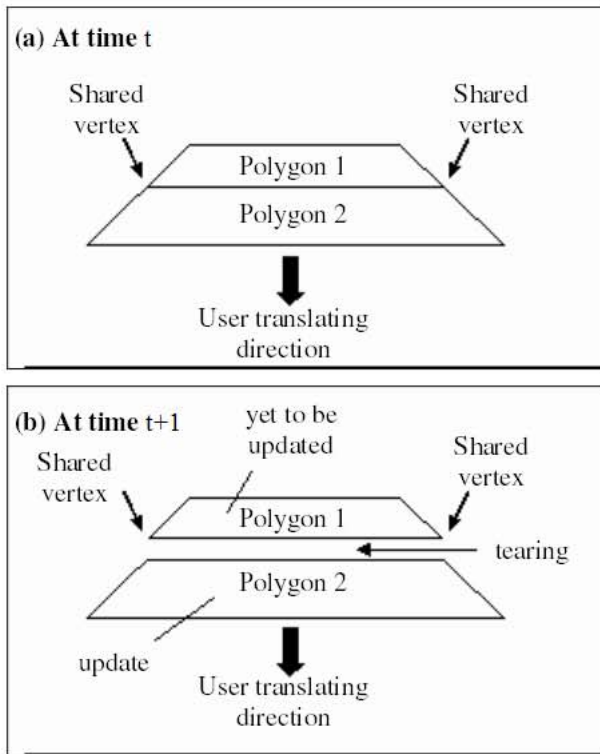 (a) At time t
Shared
vertex
Shared
vertex
Polygon 1
Polygon 2
User translating
direction
(b) At time t+1
yet to be
updated
Shared
vertex
Shared
vertex
Polygon 1
tearing
Polygon 2
update
User translating
direction